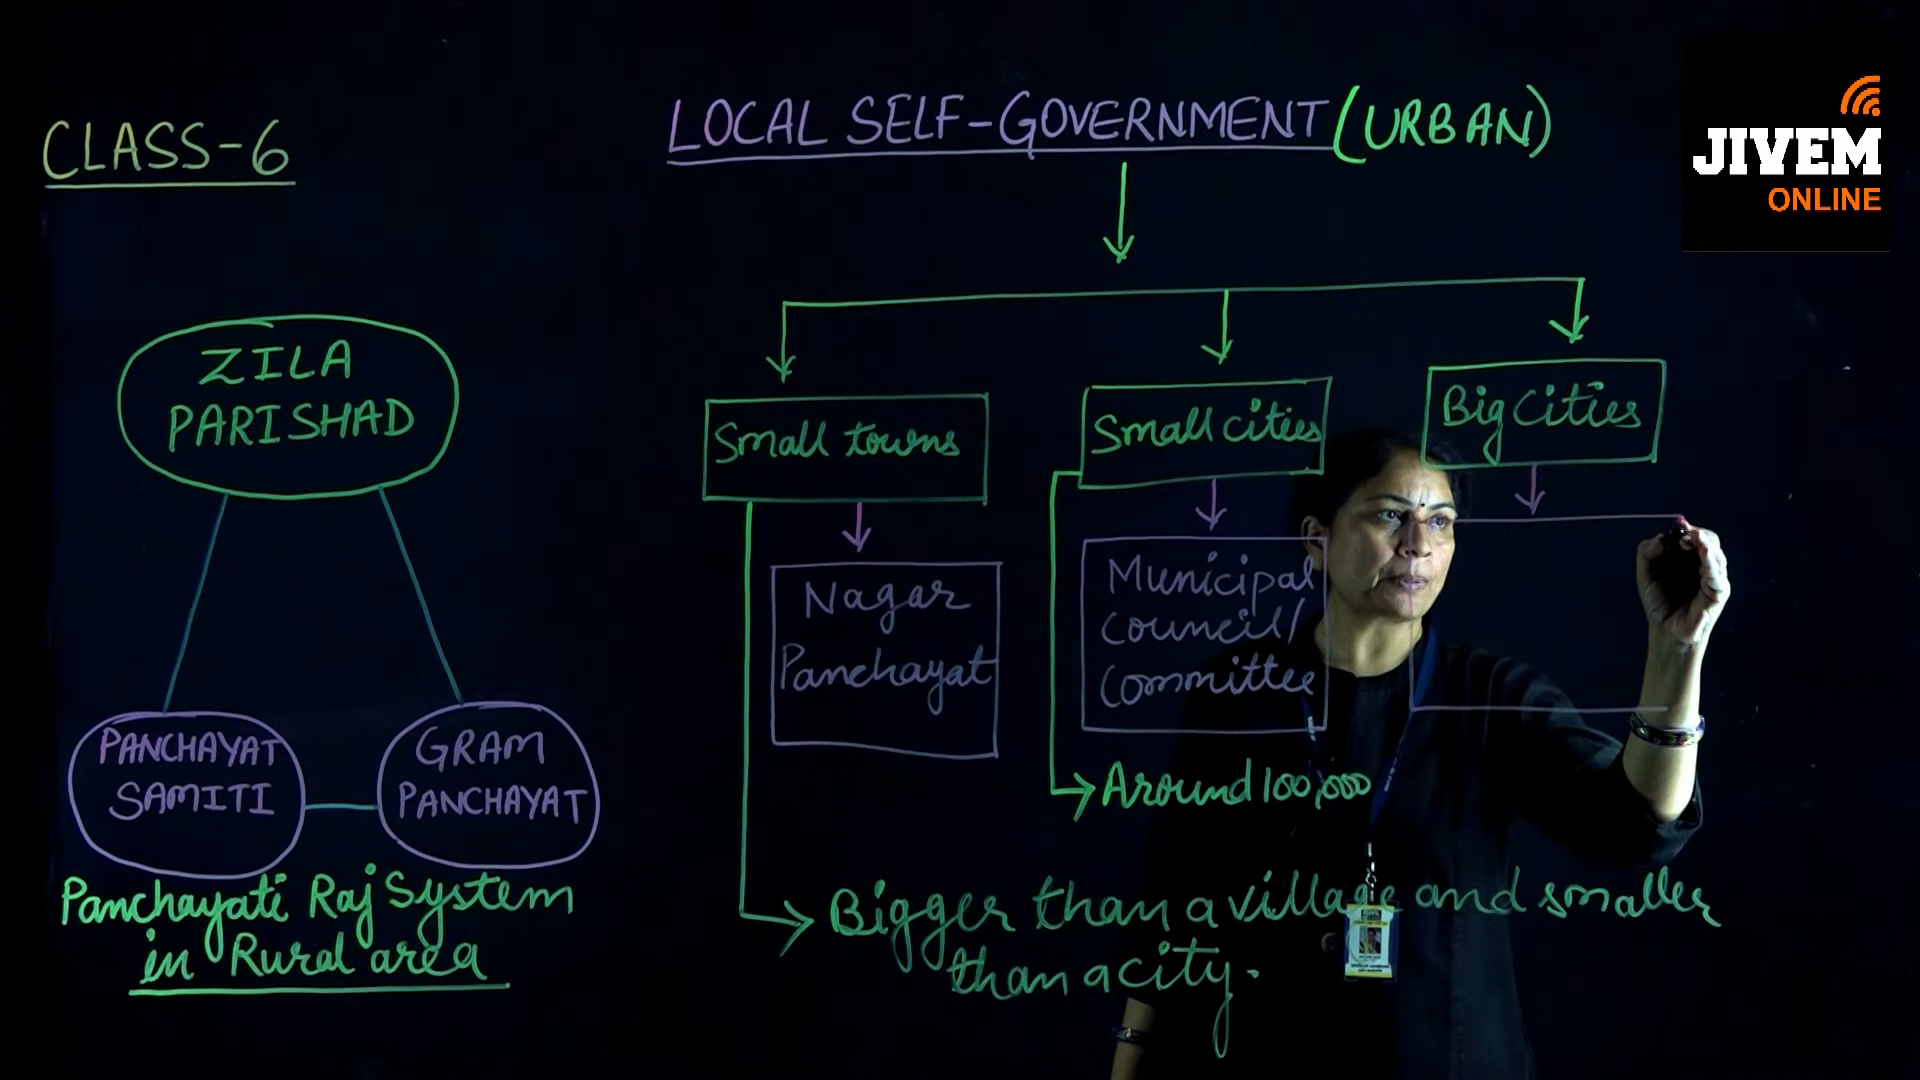 CLASS-6
LOCAL SELF-GOVERNMENT (URBAN)
JIVEM
ONLINE
ZILA
PARISHAD
PANCHAYAT
SAMITI
GRAM
PANCHAYAT
Panchayati Raj System
in Rural area
Small towns
Small cities
Big Cities
Nagar
Panchayat
Municipal
Council/
Committee
Around 100,000
Bigger than a village and smaller
than a city.